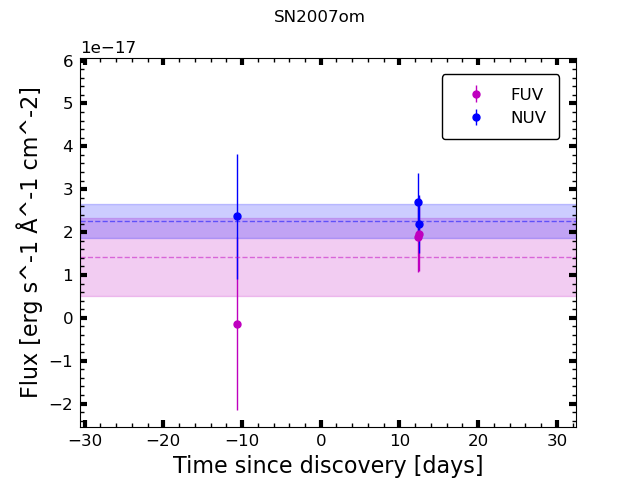 SN2007om
1e−17
6
5
4
3
2
1
0
−1
−2
Flux [erg s^-1 Å^-1 cm^-2]
FUV
NUV
−30 −20 −10 0 10 20 30
Time since discovery [days]